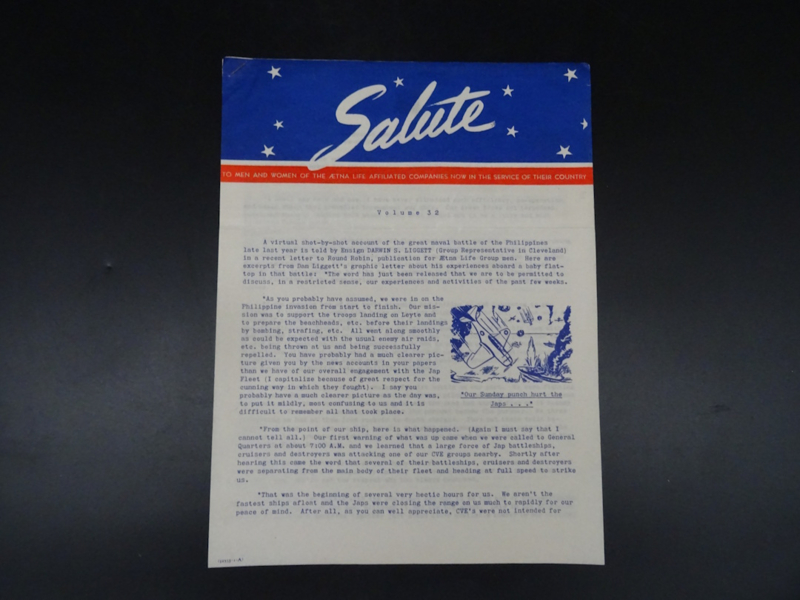 Salute
TO MEN AND WOMEN OF THE ÆTNA LIFE AFFILIATED COMPANIES NOW IN THE SERVICE OF THEIR COUNTRY
Volume 32
A virtual shot-by-shot account of the great naval battle of the Philippines
late last year is told by Ensign DARWIN S. LIGGETT (Group Representative in Cleveland)
in a recent letter to Round Robin, publication for Ætna Life Group men. Here are
excerpts from Dan Liggett's graphic letter about his experiences aboard a baby flat-
top in that battle: "The word has just been released that we are to be permitted to
discuss, in a restricted sense, our experiences and activities of the past few weeks.
"As you probably have assumed, we were in on the
Philippine invasion from start to finish. Our mis-
sion was to support the troops landing on Leyte and
to prepare the beachheads, etc. before their landings
by bombing, strafing, etc. All went along smoothly
as could be expected with the usual enemy air raids,
etc. being thrown at us and being successfully
repelled. You have probably had a much clearer pic-
ture given you by the news accounts in your papers
than we have of our overall engagement with the Jap
Fleet (I capitalize because of great respect for the
cunning way in which they fought). I say you
probably have a much clearer picture as the day was,
to put it mildly, most confusing to us and it is
difficult to remember all that took place.
"Our Sunday punch hurt the
Japs . . ."
"From the point of our ship, here is what happened. (Again I must say that I
cannot tell all.) Our first warning of what was up came when we were called to General
Quarters at about 7:00 A.M. and we learned that a large force of Jap battleships,
cruisers and destroyers was attacking one of our CVE groups nearby. Shortly after
hearing this came the word that several of their battleships, cruisers and destroyers
were separating from the main body of their fleet and heading at full speed to strike
us.
"That was the beginning of several very hectic hours for us. We aren't the
fastest ships afloat and the Japs were closing the range on us much to rapidly for our
peace of mind. After all, as you can well appreciate, CVE's were not intended for